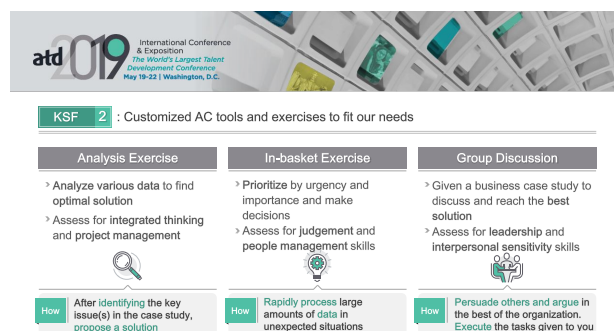 atd 2019
International Conference
& Exposition
The World's Largest Talent
Development Conference
May 19-22 | Washington, D.C.
KSF 2 : Customized AC tools and exercises to fit our needs
Analysis Exercise
> Analyze various data to find
optimal solution
> Assess for integrated thinking
and project management
How
After identifying the key
issue(s) in the case study,
propose a solution
In-basket Exercise
> Prioritize by urgency and
importance and make
decisions
> Assess for judgement and
people management skills
How
Rapidly process large
amounts of data in
unexpected situations
Group Discussion
> Given a business case study to
discuss and reach the best
solution
> Assess for leadership and
interpersonal sensitivity skills
How
Persuade others and argue in
the best of the organization.
Execute the tasks given to you